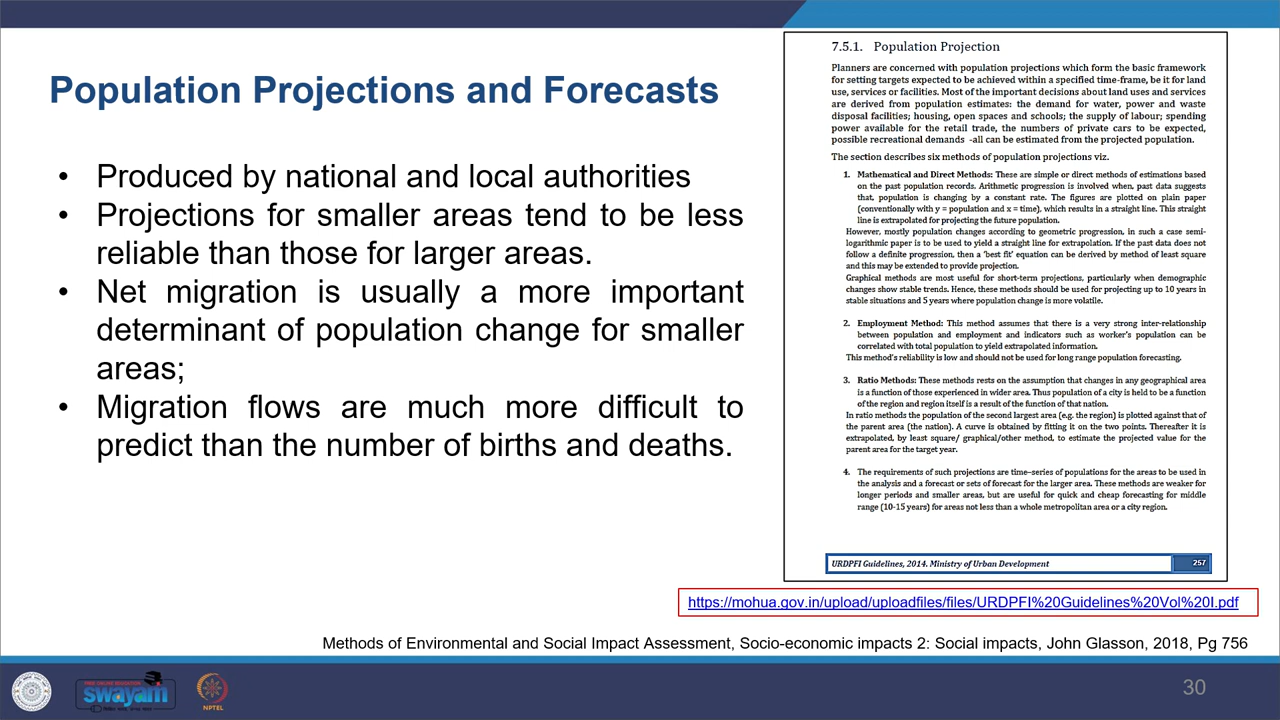 Population Projections and Forecasts
• Produced by national and local authorities
• Projections for smaller areas tend to be less
reliable than those for larger areas.
• Net migration is usually a more important
determinant of population change for smaller
areas;
• Migration flows are much more difficult to
predict than the number of births and deaths.
7.5.1. Population Projection
Planners are concerned with population projections which form the basic framework
for setting targets expected to be achieved within a specified time-frame, be it for land
use, services or facilities. Most of the important decisions about land uses and services
are derived from population estimates: the demand for water, power and waste
disposal facilities; housing, open spaces and schools; the supply of labour; spending
power available for the retail trade, the numbers of private cars to be expected,
possible recreational demands -all can be estimated from the projected population.
The section describes six methods of population projections viz.
1. Mathematical and Direct Methods: These are simple or direct methods of estimations based
on the past population records. Arithmetic progression is involved when, past data suggests
that, population is changing by a constant rate. The figures are plotted on plain paper
(conventionally with y = population and x = time), which results in a straight line. This straight
line is extrapolated for projecting the future population.
However, mostly population changes according to geometric progression, in such a case semi-
logarithmic paper is to be used to yield a straight line for extrapolation. If the past data does not
follow a definite progression, then a 'best fit' equation can be derived by method of least square
and this may be extended to provide projection.
Graphical methods are most useful for short-term projections, particularly when demographic
changes show stable trends. Hence, these methods should be used for projecting up to 10 years in
stable situations and 5 years where population change is more volatile.
2. Employment Method: This method assumes that there is a very strong inter-relationship
between population and employment and indicators such as worker's population can be
correlated with total population to yield extrapolated information.
This method's reliability is low and should not be used for long range population forecasting.
3. Ratio Methods: These methods rests on the assumption that changes in any geographical area
is a function of those experienced in wider area. Thus population of a city is held to be a function
of the region and region itself is a result of the function of that nation.
In ratio methods the population of the second largest area (e.g. the region) is plotted against that of
the parent area (the nation). A curve is obtained by fitting it on the two points. Thereafter it is
extrapolated, by least square/ graphical/other method, to estimate the projected value for the
parent area for the target year.
4. The requirements of such projections are time–series of populations for the areas to be used in
the analysis and a forecast or sets of forecast for the larger area. These methods are weaker for
longer periods and smaller areas, but are useful for quick and cheap forecasting for middle
range (10-15 years) for areas not less than a whole metropolitan area or a city region.
URDPFI Guidelines, 2014. Ministry of Urban Development 257
https://mohua.gov.in/upload/uploadfiles/files/URDPFI%20Guidelines%20Vol%20I.pdf
Methods of Environmental and Social Impact Assessment, Socio-economic impacts 2: Social impacts, John Glasson, 2018, Pg 756
swayam
NPTEL
30